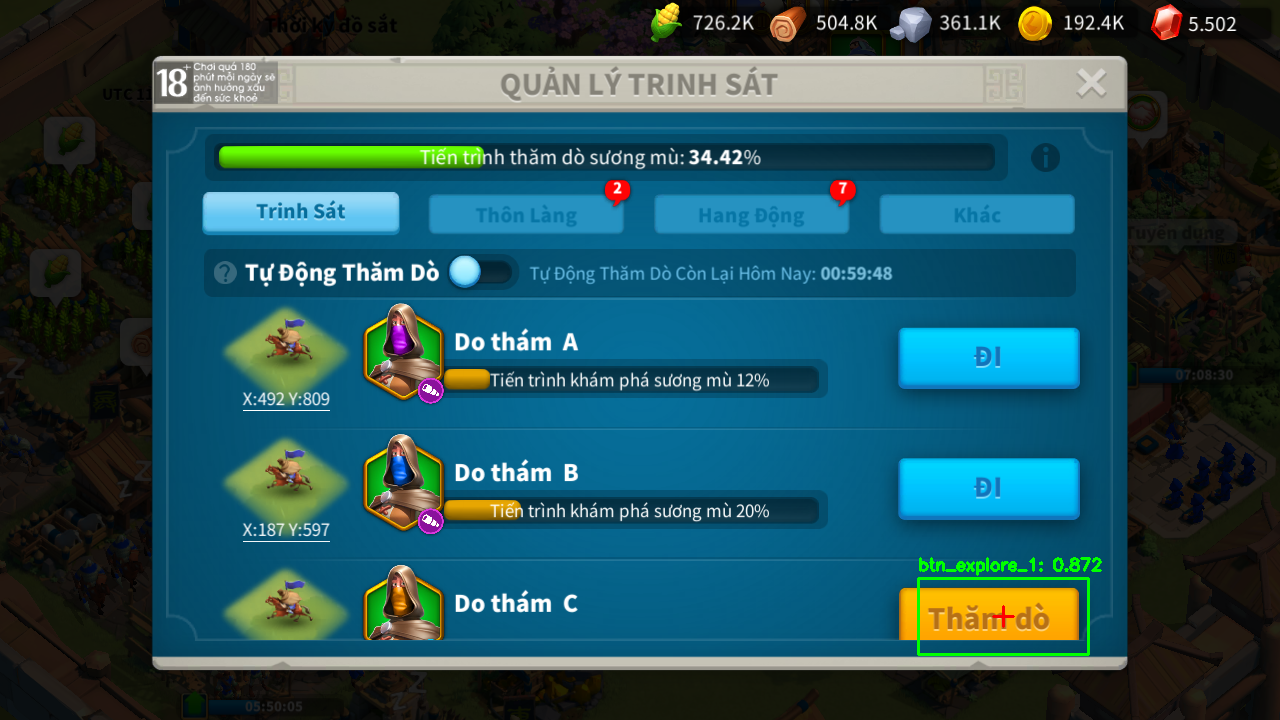 Thời kỳ đồ sắt
726.2K
504.8K
361.1K
192.4K
5.502
18+
Chơi quá 180
phút mỗi ngày sẽ
ảnh hưởng xấu
đến sức khoẻ
QUẢN LÝ TRINH SÁT
UTC
Tiến trình thăm dò sương mù: 34.42%
Trinh Sát
Thôn Làng
2
Hang Động
7
Khác
Tuyển dụng
Tự Động Thăm Dò
Tự Động Thăm Dò Còn Lại Hôm Nay: 00:59:48
Do thám A
Tiến trình khám phá sương mù 12%
ĐI
X:492 Y:809
07:08:30
Do thám B
Tiến trình khám phá sương mù 20%
ĐI
X:187 Y:597
btn_explore_1: 0.872
Do thám C
Thăm dò
05:50:05